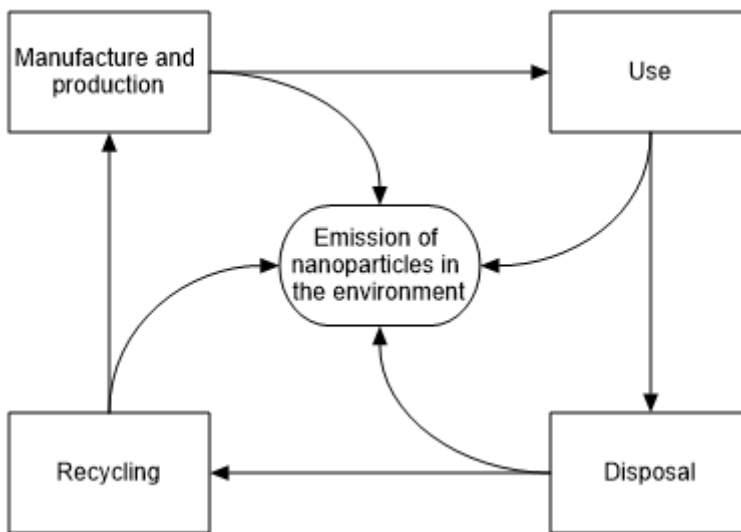 Manufacture and
production
Use
Emission of
nanoparticles in
the environment
Recycling
Disposal